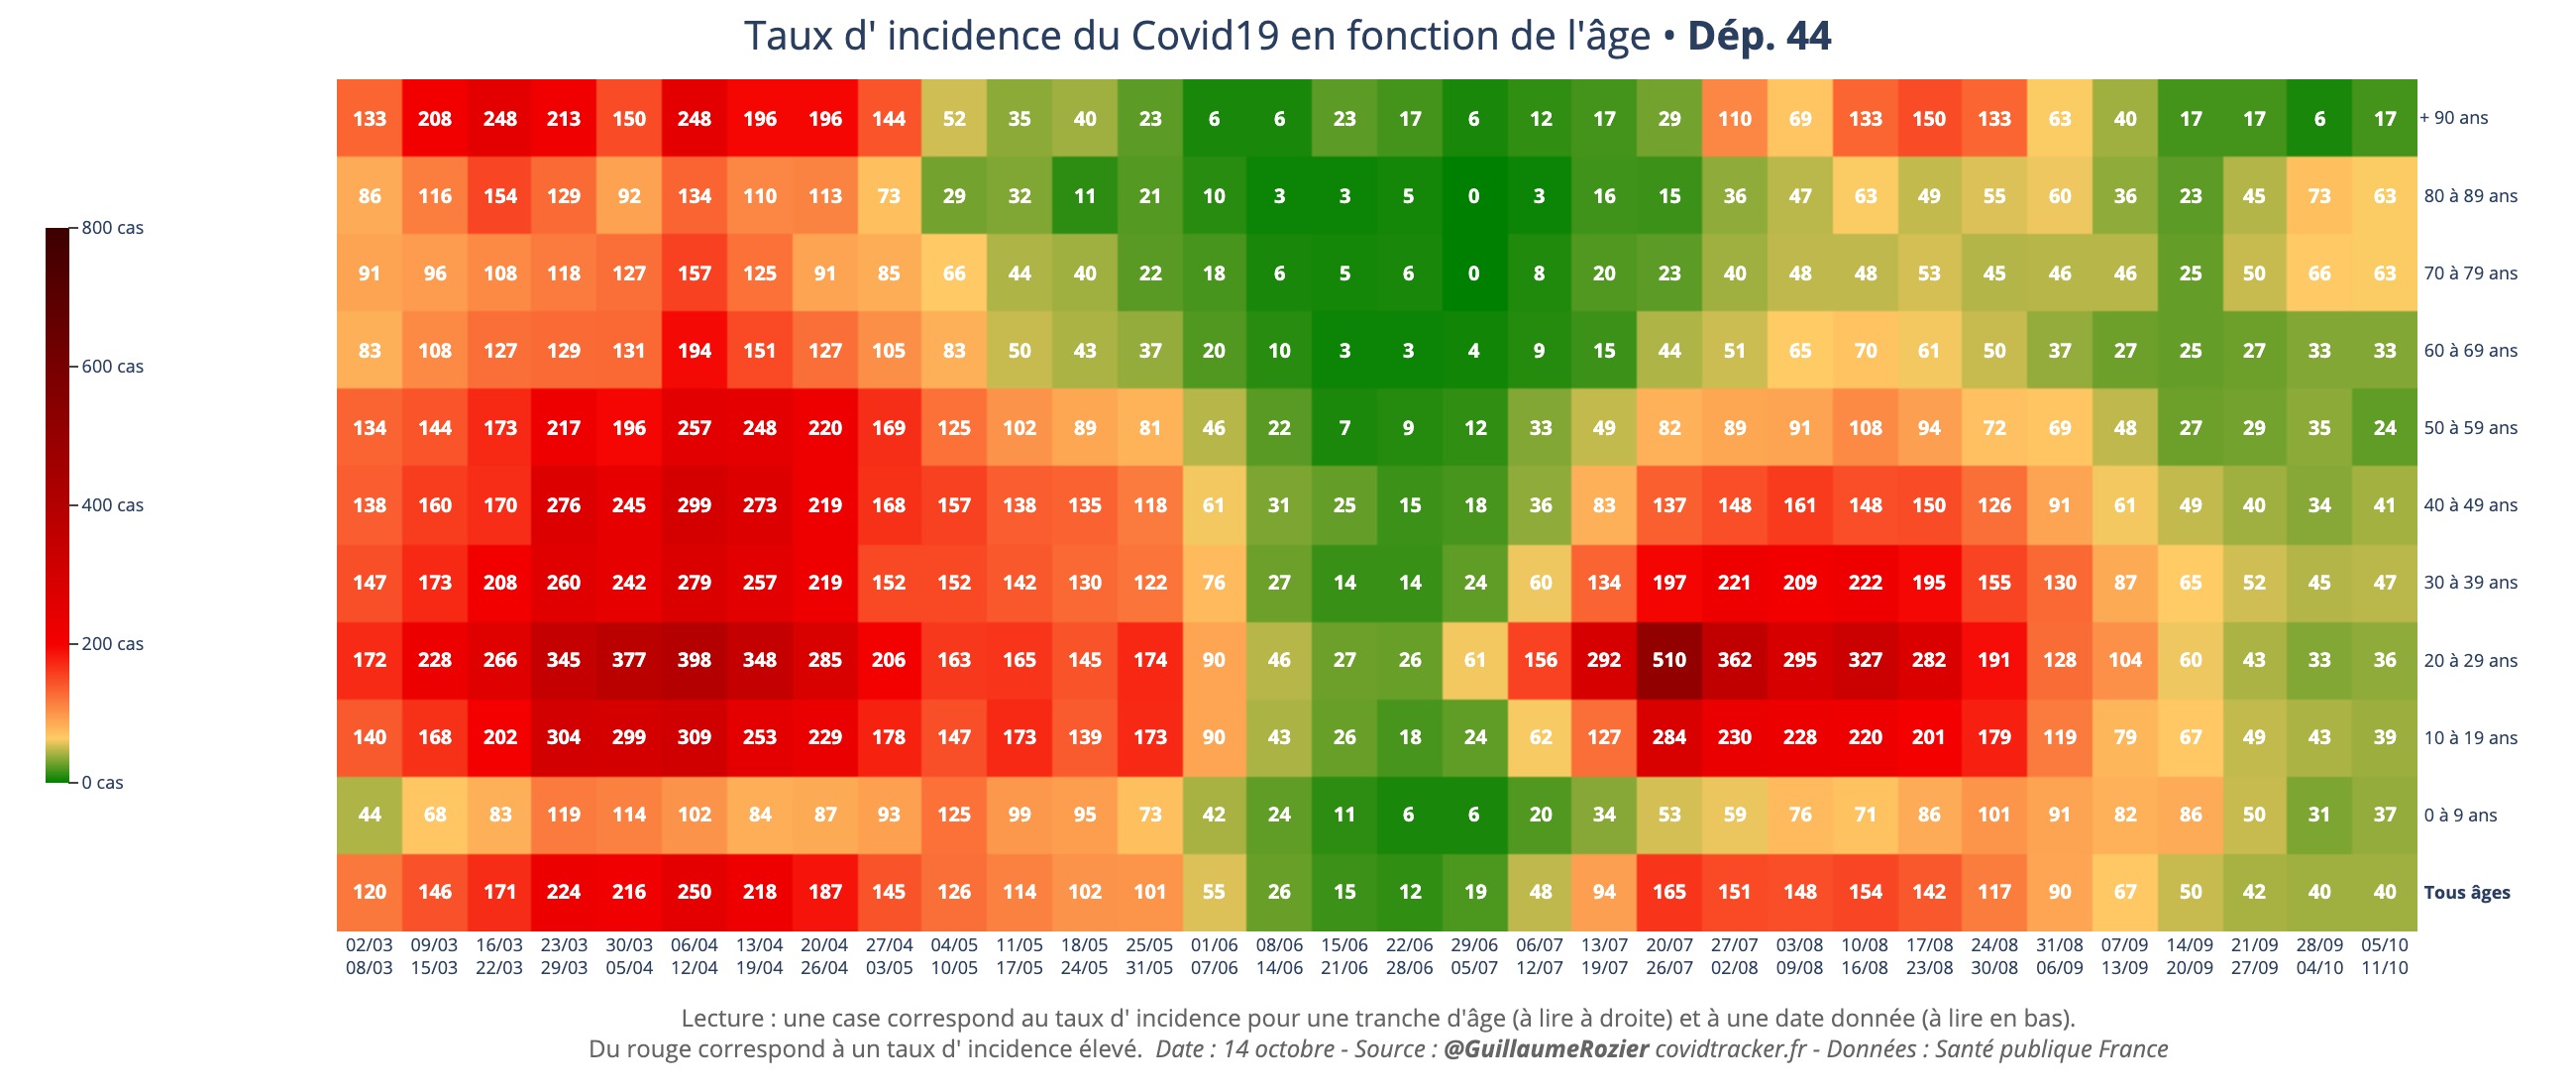 Taux d' incidence du Covid19 en fonction de l'âge • Dép. 44
133 208 248 213 150 248 196 196 144 52 35 40 23 6 6 23 17 6 12 17 29 110 69 133 150 133 63 40 17 17 6 17 + 90 ans
86 116 154 129 92 134 110 113 73 29 32 11 21 10 3 3 5 0 3 16 15 36 47 63 49 55 60 36 23 45 73 63 80 à 89 ans
800 cas
91 96 108 118 127 157 125 91 85 66 44 40 22 18 6 5 6 0 8 20 23 40 48 48 53 45 46 46 25 50 66 63 70 à 79 ans
83 108 127 129 131 194 151 127 105 83 50 43 37 20 10 3 3 4 9 15 44 51 65 70 61 50 37 27 25 27 33 33 60 à 69 ans
600 cas
134 144 173 217 196 257 248 220 169 125 102 89 81 46 22 7 9 12 33 49 82 89 91 108 94 72 69 48 27 29 35 24 50 à 59 ans
400 cas
138 160 170 276 245 299 273 219 168 157 138 135 118 61 31 25 15 18 36 83 137 148 161 148 150 126 91 61 49 40 34 41 40 à 49 ans
147 173 208 260 242 279 257 219 152 152 142 130 122 76 27 14 14 24 60 134 197 221 209 222 195 155 130 87 65 52 45 47 30 à 39 ans
200 cas
172 228 266 345 377 398 348 285 206 163 165 145 174 90 46 27 26 61 156 292 510 362 295 327 282 191 128 104 60 43 33 36 20 à 29 ans
140 168 202 304 299 309 253 229 178 147 173 139 173 90 43 26 18 24 62 127 284 230 228 220 201 179 119 79 67 49 43 39 10 à 19 ans
0 cas
44 68 83 119 114 102 84 87 93 125 99 95 73 42 24 11 6 6 20 34 53 59 76 71 86 101 91 82 86 50 31 37 0 à 9 ans
120 146 171 224 216 250 218 187 145 126 114 102 101 55 26 15 12 19 48 94 165 151 148 154 142 117 90 67 50 42 40 40 Tous âges
02/03 09/03 16/03 23/03 30/03 06/04 13/04 20/04 27/04 04/05 11/05 18/05 25/05 01/06 08/06 15/06 22/06 29/06 06/07 13/07 20/07 27/07 03/08 10/08 17/08 24/08 31/08 07/09 14/09 21/09 28/09 05/10
08/03 15/03 22/03 29/03 05/04 12/04 19/04 26/04 03/05 10/05 17/05 24/05 31/05 07/06 14/06 21/06 28/06 05/07 12/07 19/07 26/07 02/08 09/08 16/08 23/08 30/08 06/09 13/09 20/09 27/09 04/10 11/10
Lecture : une case correspond au taux d' incidence pour une tranche d'âge (à lire à droite) et à une date donnée (à lire en bas).
Du rouge correspond à un taux d' incidence élevé. Date : 14 octobre - Source : @GuillaumeRozier covidtracker.fr - Données : Santé publique France